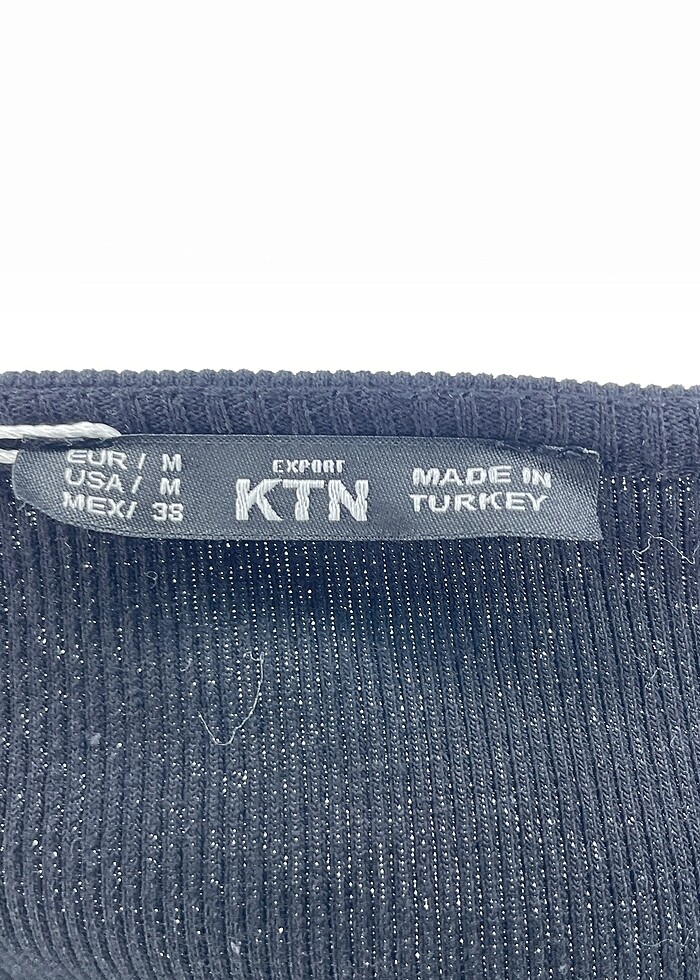 EUR / M
USA / M
MEX/ 38
EXPORT
KTN
MADE IN
TURKEY